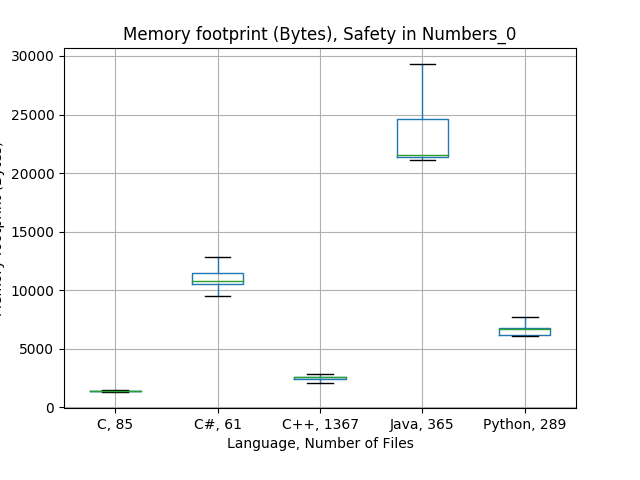 Memory footprint (Bytes), Safety in Numbers_0
30000
25000
20000
15000
10000
5000
0
C, 85
C#, 61
C++, 1367
Java, 365
Python, 289
Language, Number of Files